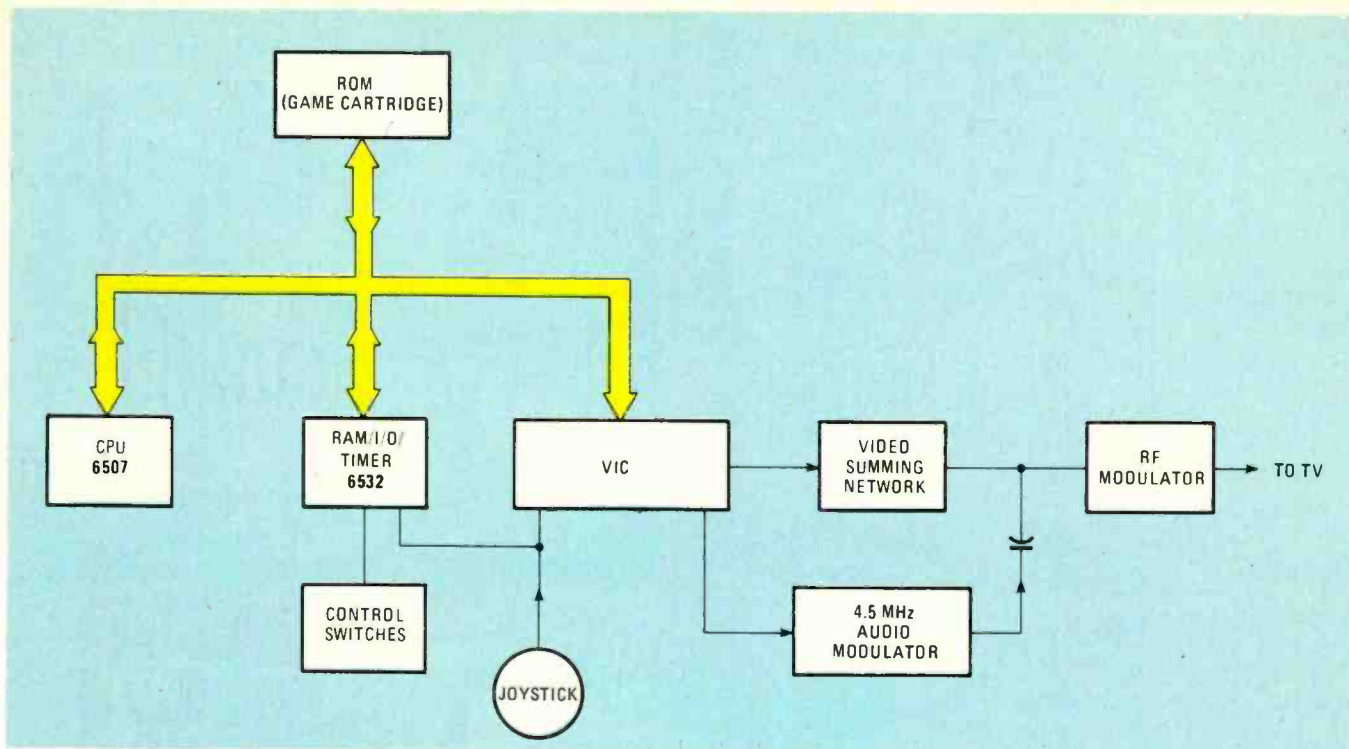 ROM
(GAME CARTRIDGE)
CPU
6507
RAM/I/O/
TIMER
6532
VIC
VIDEO
SUMMING
NETWORK
RF
MODULATOR
TO TV
CONTROL
SWITCHES
4.5 MHz
AUDIO
MODULATOR
JOYSTICK